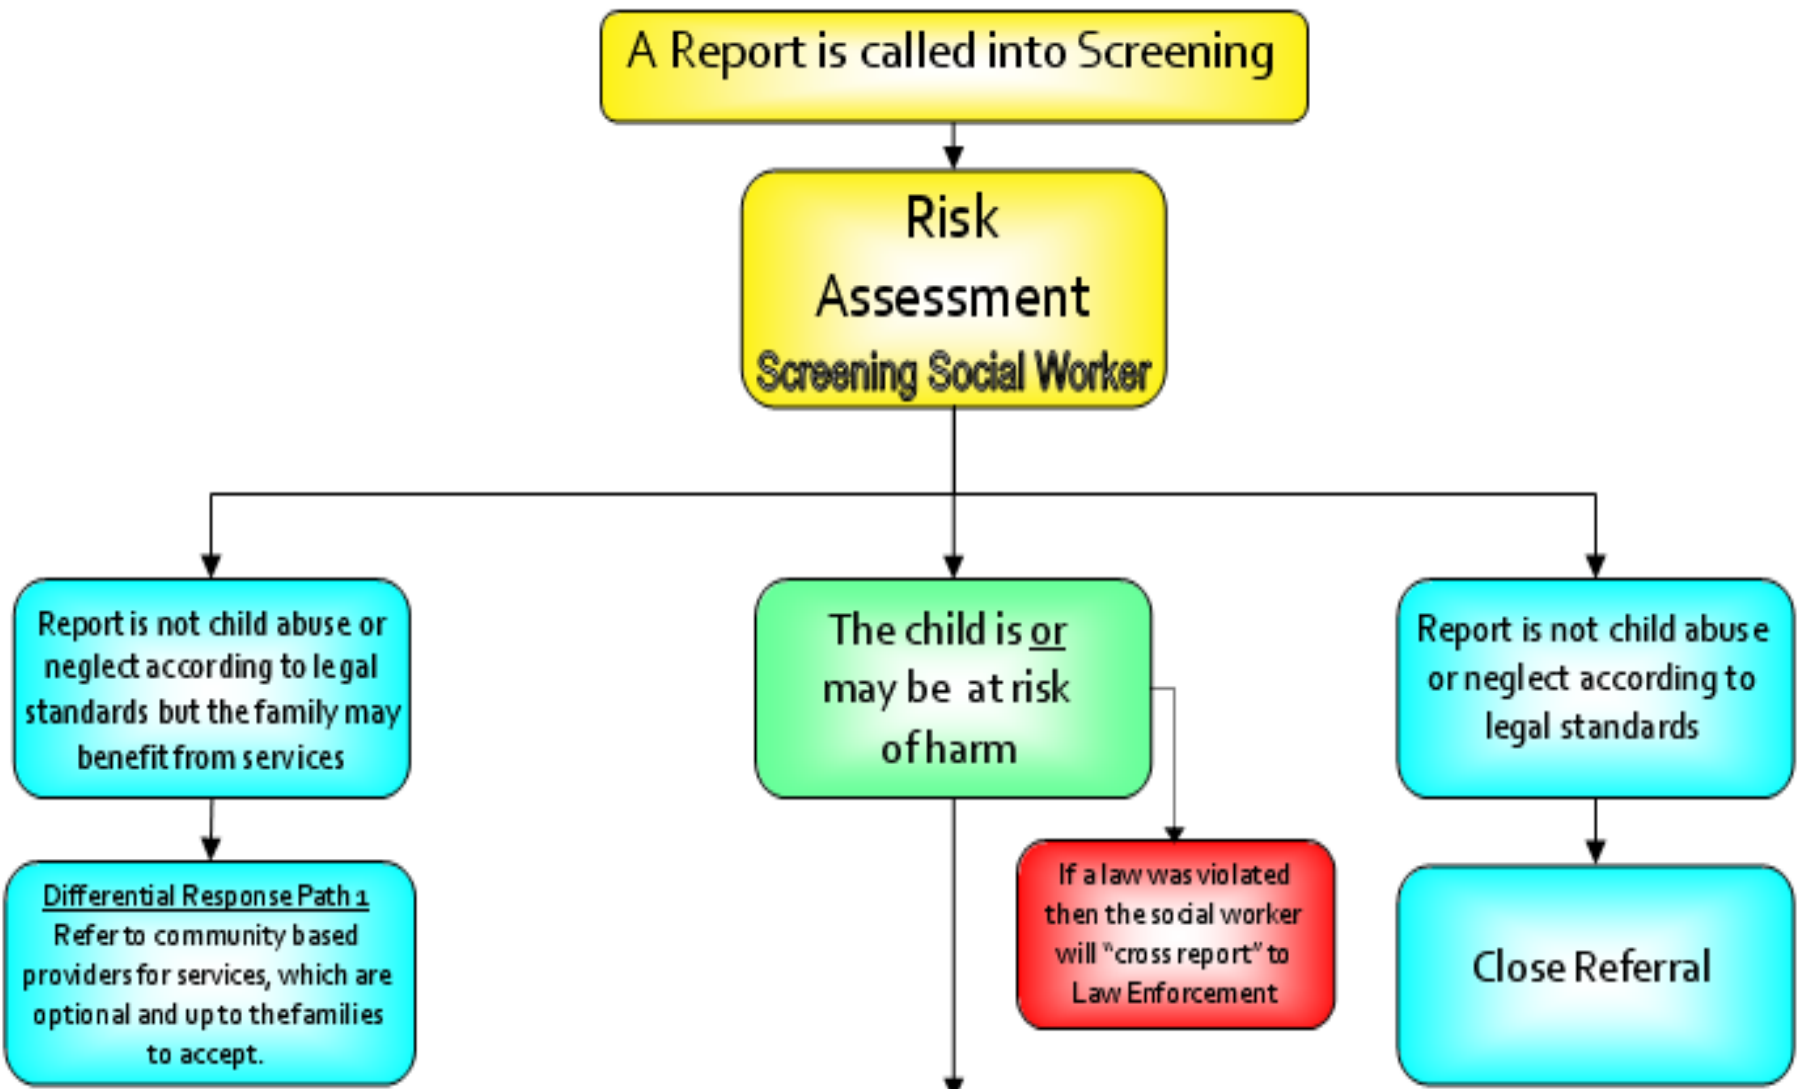 A Report is called into Screening
Risk
Assessment
Screening Social Worker
Report is not child abuse or
neglect according to legal
standards but the family may
benefit from services
The child is or
may be at risk
of harm
Report is not child abuse
or neglect according to
legal standards
Differential Response Path 1
Refer to community based
providers for services, which are
optional and up to thefamilies
to accept.
If a law was violated
then the social worker
will “cross report” to
Law Enforcement
Close Referral